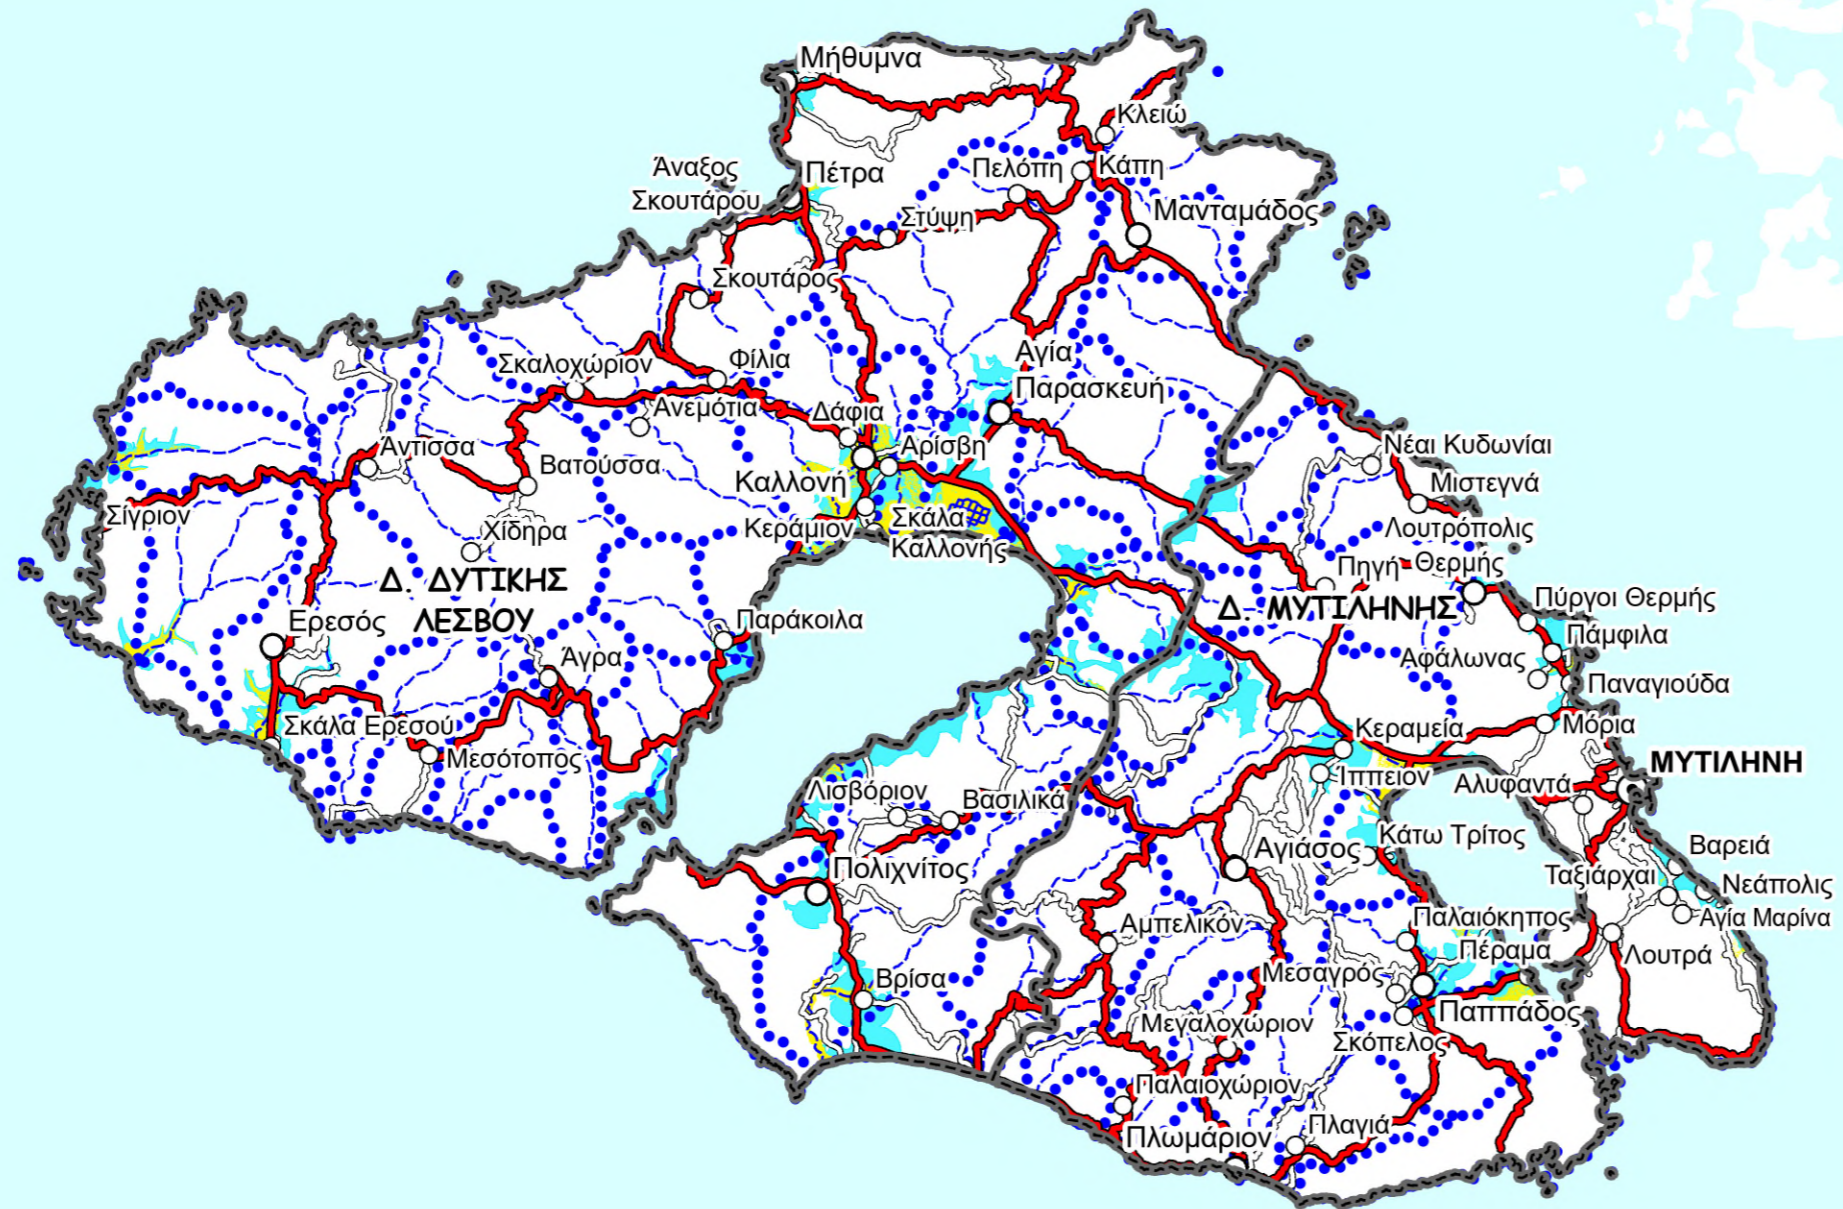 Μήθυμνα
Κλειώ
Άναξος
Σκουτάρου
Πέτρα
Πελόπη
Κάπη
Στύψη
Μανταμάδος
Σκουτάρος
Σκαλοχώριον
Φίλια
Αγία
Παρασκευή
Ανεμότια
Δάφια
Άντισσα
Βατούσσα
Αρίσβη
Νέαι Κυδωνίαι
Καλλονή
Μιστεγνά
Σίγριον
Χίδηρα
Κεράμιον
Σκάλα
Καλλονής
Λουτρόπολις
Θερμής
Πηγή
Δ. ΔΥΤΙΚΗΣ
ΛΕΣΒΟΥ
Δ. ΜΥΤΙΛΗΝΗΣ
Πύργοι Θερμής
Ερεσός
Παράκοιλα
Πάμφιλα
Άγρα
Αφάλωνας
Παναγιούδα
Σκάλα Ερεσού
Μεσότοπος
Κεραμεία
Μόρια
ΜΥΤΙΛΗΝΗ
Ίππειον
Αλυφαντά
Λισβόριον
Βασιλικά
Κάτω Τρίτος
Αγιάσος
Βαρειά
Πολιχνίτος
Ταξιάρχαι
Νεάπολις
Αμπελικόν
Παλαιόκηπος
Αγία Μαρίνα
Πέραμα
Λουτρά
Βρίσα
Μεσαγρός
Παππάδος
Μεγαλοχώριον
Σκόπελος
Παλαιοχώριον
Πλωμάριον
Πλαγιά